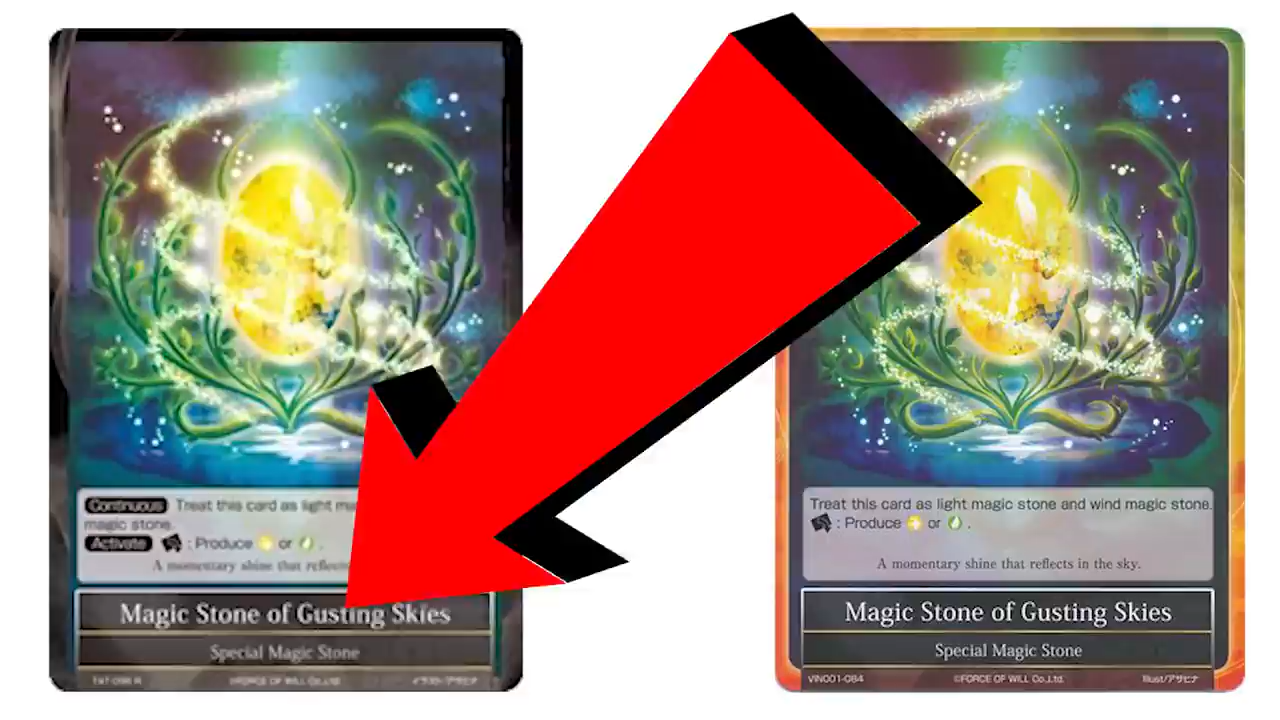 Continuous Treat this card as light
magic stone.
Activate : Produce or .
A momentary shine that
Magic Stone of Gusting Skies
Special Magic Stone
©FORCE OF WILL Co.,Ltd.
Treat this card as light magic stone and wind magic stone.
: Produce or .
A momentary shine that reflects in the sky.
Magic Stone of Gusting Skies
Special Magic Stone
VIN001-084 ©FORCE OF WILL Co.,Ltd. Illust/アザヒナ